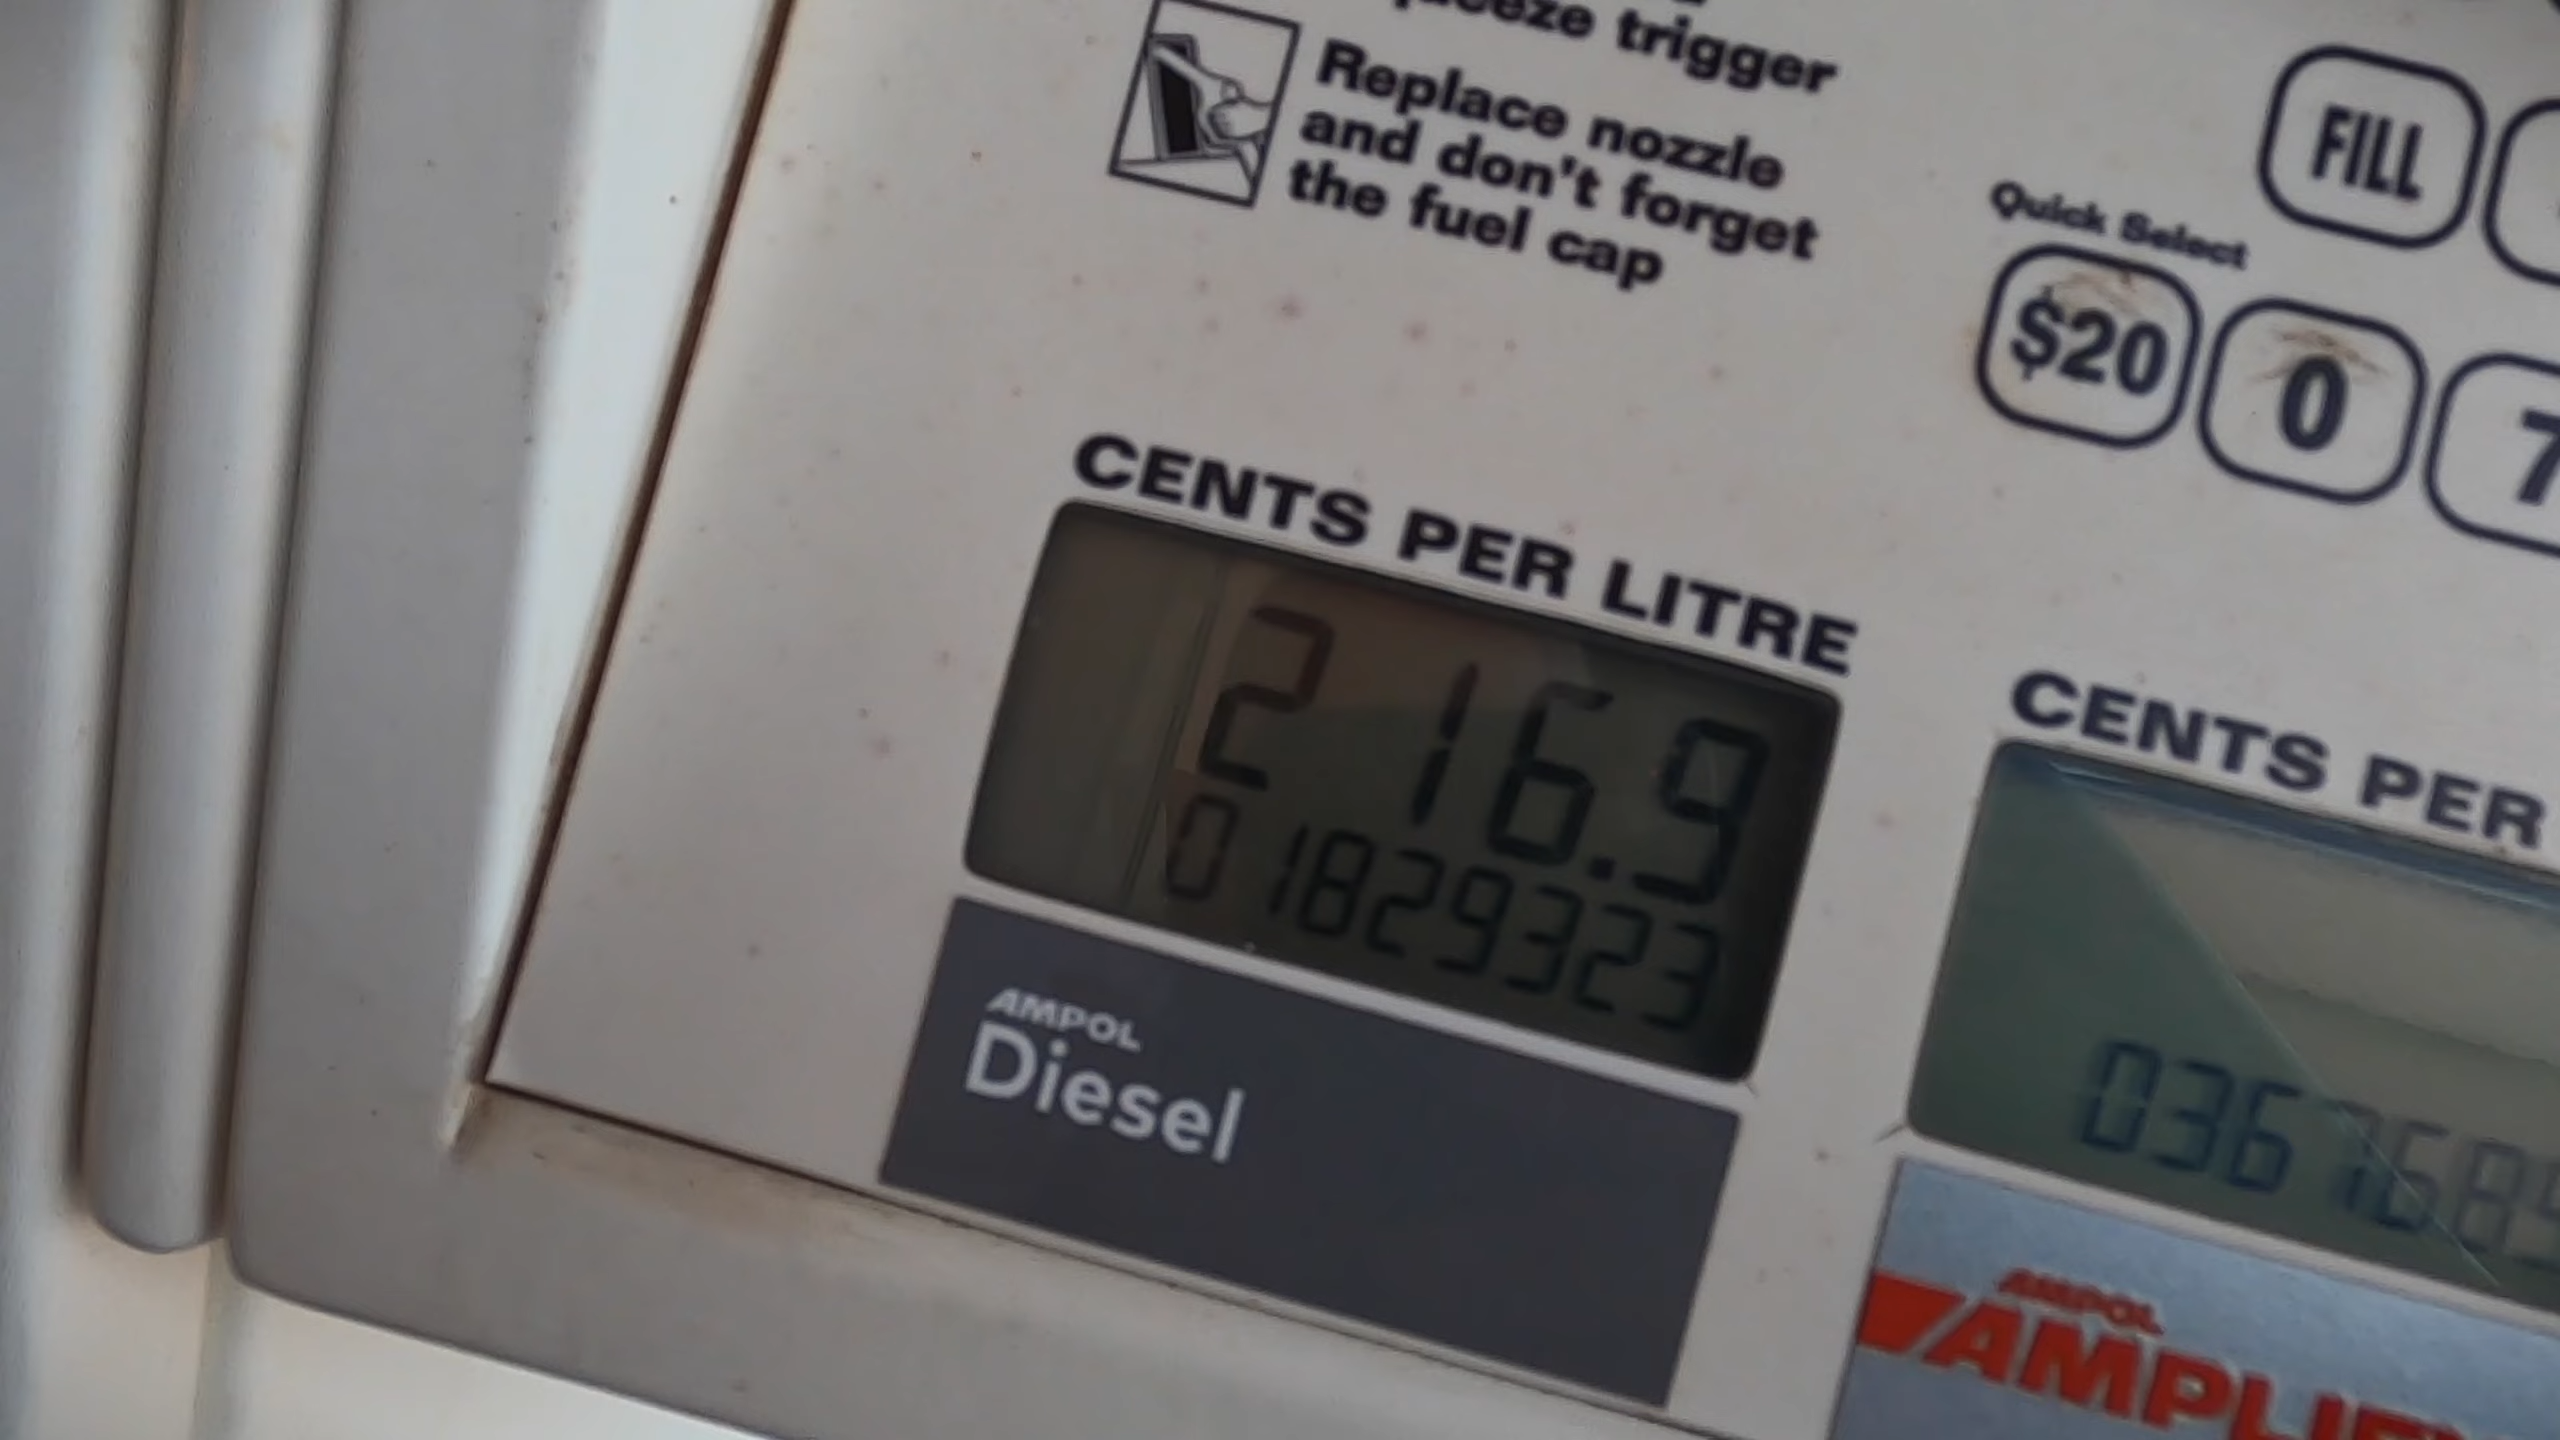 trigger
Replace nozzle
and don't forget
the fuel cap
FILL
Quick Select
$20
0
7
CENTS PER LITRE
216.9
01829323
AMPOL
Diesel
CENTS PER
AMPOL